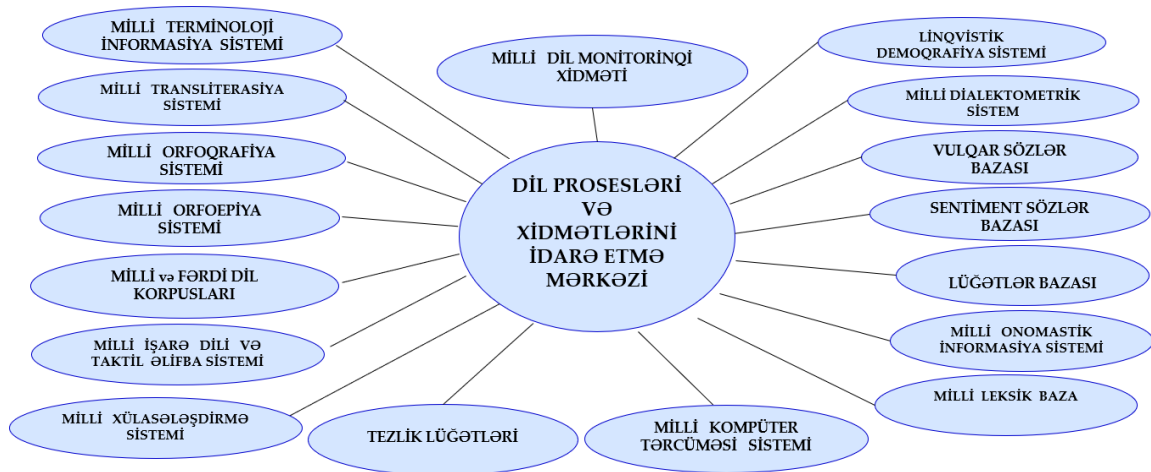 MİLLİ TERMİNOLOJİ
İNFORMASİYA SİSTEMİ
MİLLİ TRANSLİTERASİYA
SİSTEMİ
MİLLİ ORFOQRAFİYA
SİSTEMİ
MİLLİ ORFOEPİYA
SİSTEMİ
MİLLİ və FƏRDİ DİL
KORPUSLARI
MİLLİ İŞARƏ DİLİ VƏ
TAKTİL ƏLİFBA SİSTEMİ
MİLLİ XÜLASƏLƏŞDİRMƏ
SİSTEMİ
MİLLİ DİL MONİTORİNQİ
XİDMƏTİ
DİL PROSESLƏRİ
VƏ
XİDMƏTLƏRİNİ
İDARƏ ETMƏ
MƏRKƏZİ
TEZLİK LÜĞƏTLƏRİ
MİLLİ KOMPÜTER
TƏRCÜMƏSİ SİSTEMİ
LİNQVİSTİK
DEMOQRAFİYA SİSTEMİ
MİLLİ DİALEKTOMETRİK
SİSTEM
VULQAR SÖZLƏR
BAZASI
SENTİMENT SÖZLƏR
BAZASI
LÜĞƏTLƏR BAZASI
MİLLİ ONOMASTİK
İNFORMASİYA SİSTEMİ
MİLLİ LEKSİK BAZA